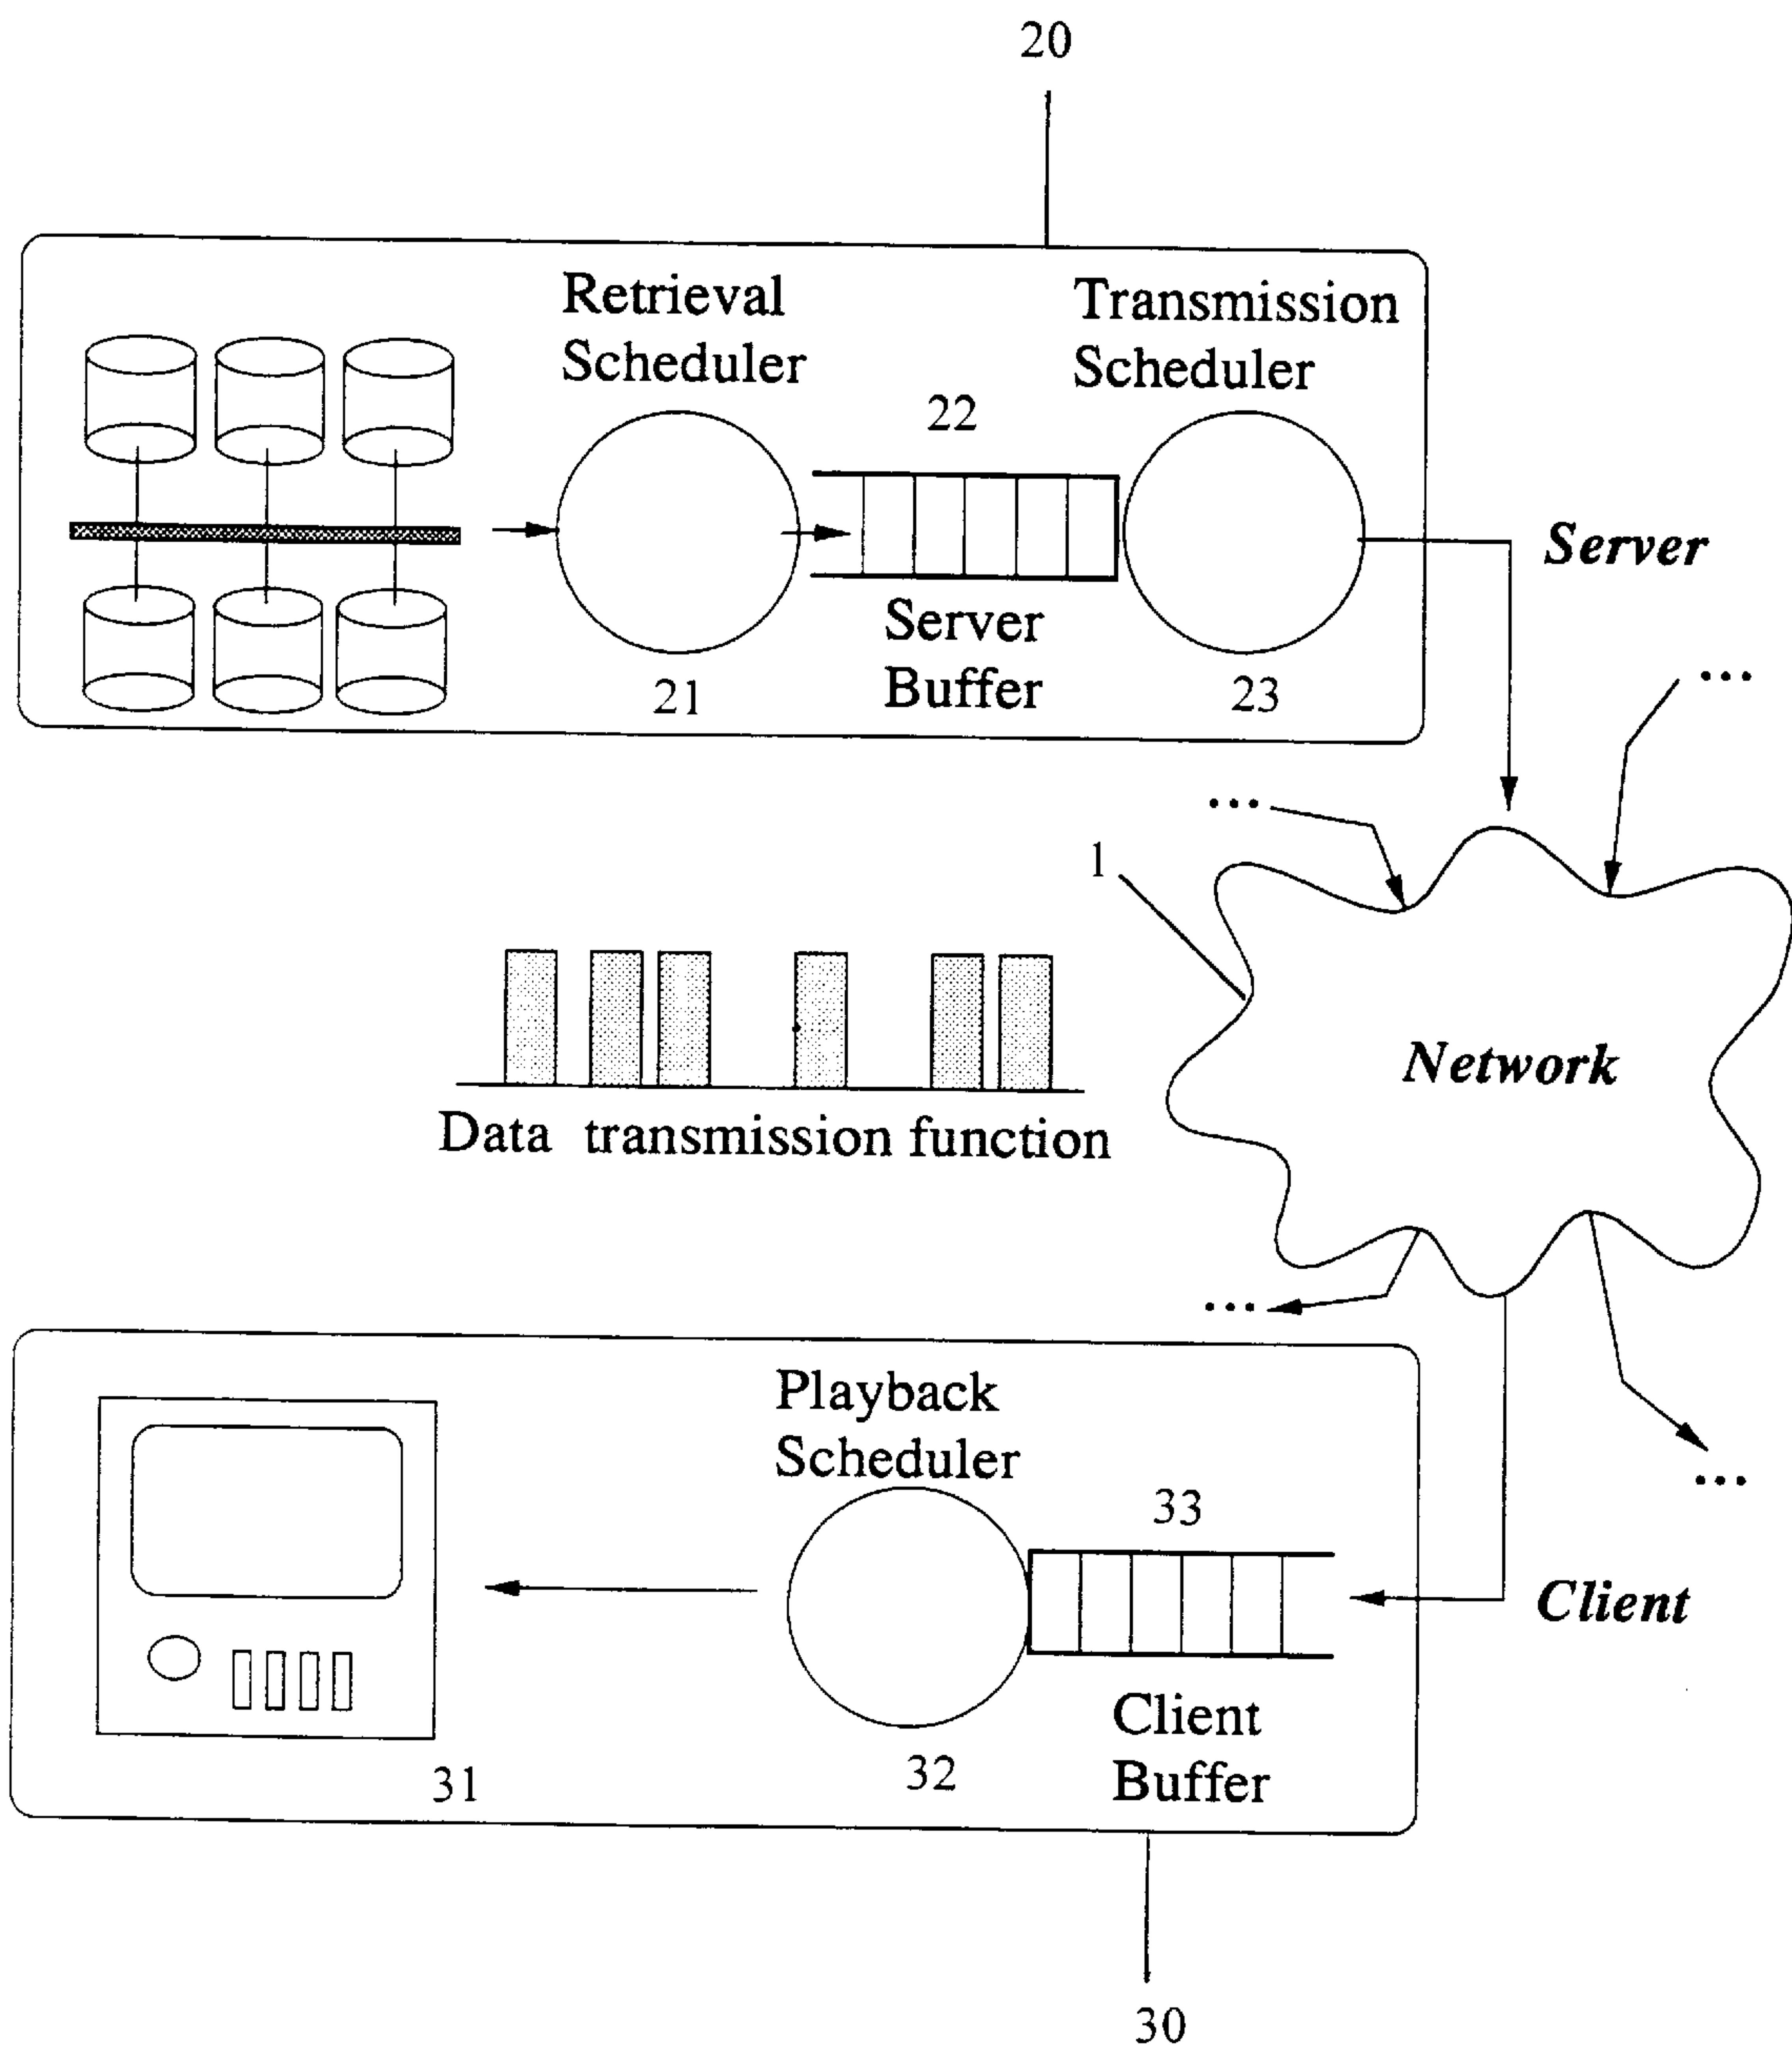 20
Retrieval
Scheduler
Transmission
Scheduler
22
Server
Server
Buffer
21
23
...
...
1
Network
Data transmission function
...
Playback
Scheduler
...
33
Client
Client
Buffer
32
31
30